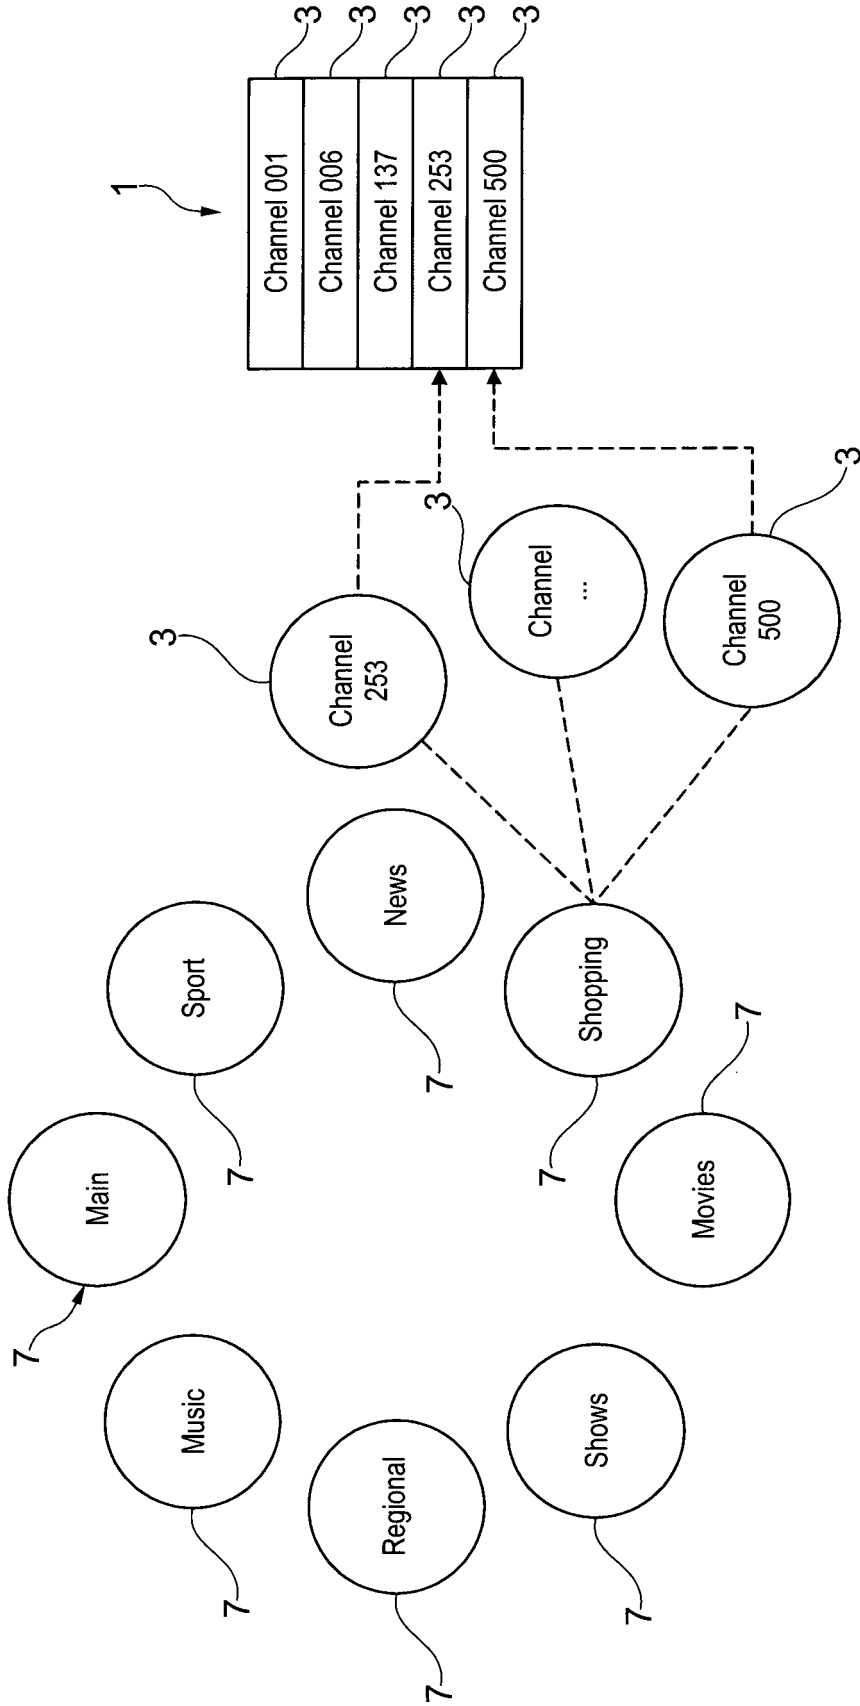 7
Main
1
3
Music
Sport
7
7
Channel 001
3
Channel 006
3
Channel
253
Channel 137
3
Regional
News
7
7
3
Channel 253
3
Channel 500
3
Channel
...
7
Shows
Shopping
7
Movies
7
Channel
500
3